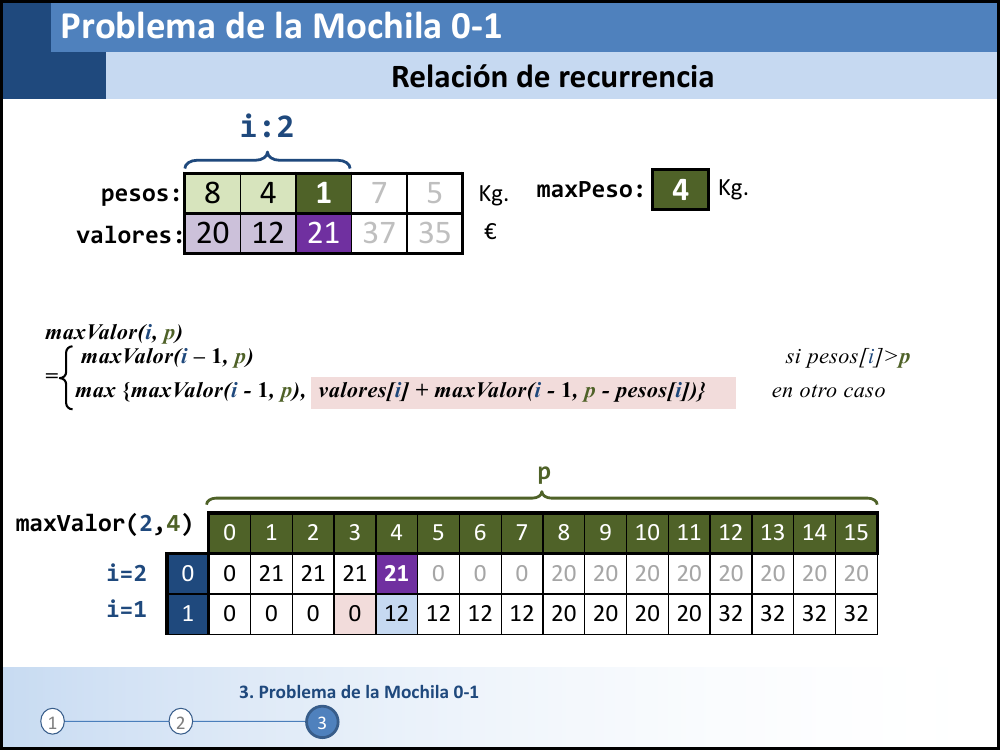 Problema de la Mochila 0-1
Relación de recurrencia
i:2
pesos: 8 4 1 7 5 Kg. maxPeso: 4 Kg.
valores: 20 12 21 37 35 €
maxValor(i, p)
maxValor(i – 1, p) si pesos[i]>p
=
max {maxValor(i - 1, p), valores[i] + maxValor(i - 1, p - pesos[i])} en otro caso
p
maxValor(2,4) 0 1 2 3 4 5 6 7 8 9 10 11 12 13 14 15
i=2 0 0 21 21 21 21 0 0 0 20 20 20 20 20 20 20 20
i=1 1 0 0 0 0 12 12 12 12 20 20 20 20 32 32 32 32
3. Problema de la Mochila 0-1
1 2 3